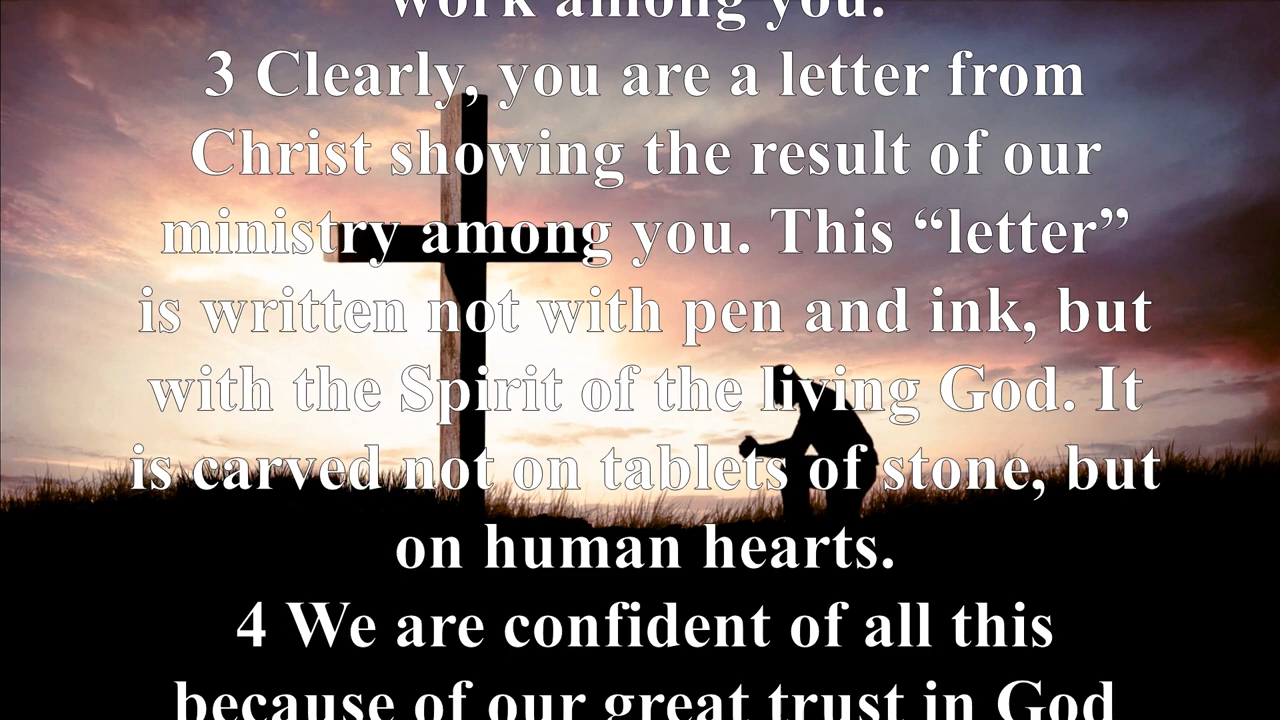 work among you.
3 Clearly, you are a letter from
Christ showing the result of our
ministry among you. This “letter”
is written not with pen and ink, but
with the Spirit of the living God. It
is carved not on tablets of stone, but
on human hearts.
4 We are confident of all this
because of our great trust in God